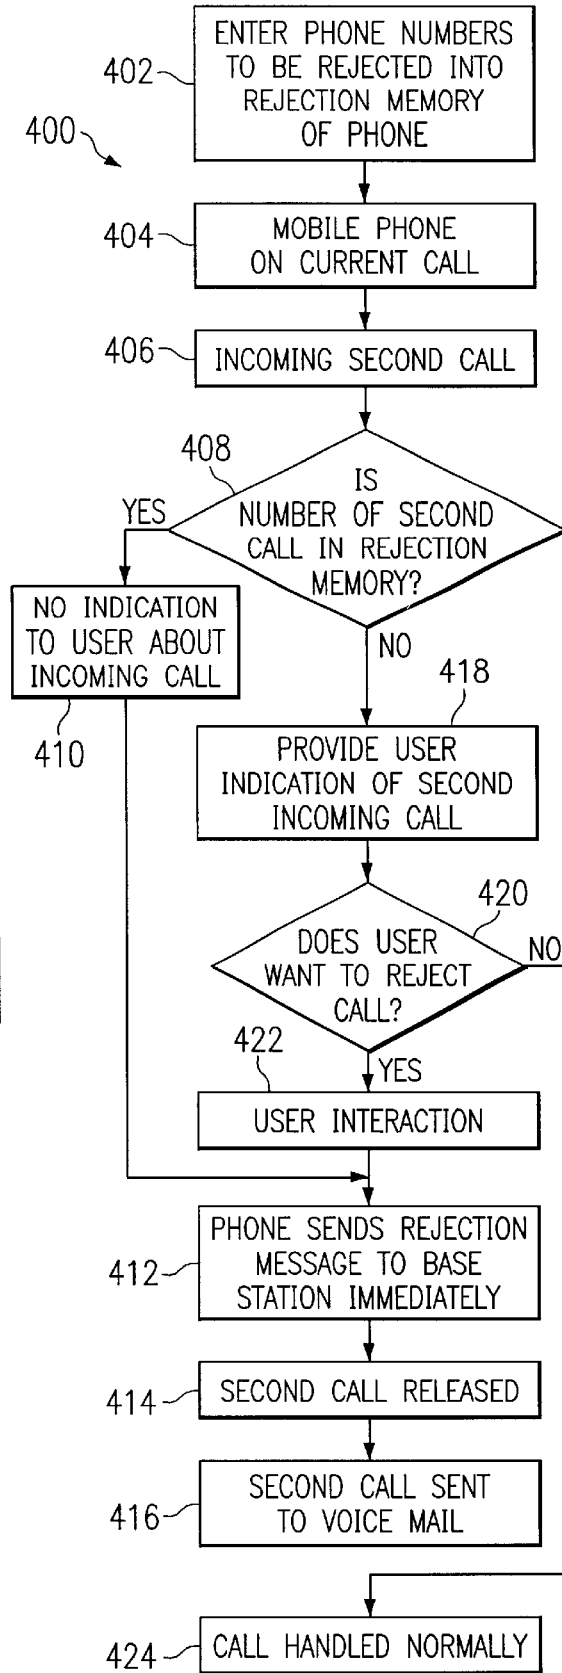 ENTER PHONE NUMBERS
TO BE REJECTED INTO
REJECTION MEMORY
OF PHONE
402
400
MOBILE PHONE
ON CURRENT CALL
404
406
INCOMING SECOND CALL
408
IS
NUMBER OF SECOND
CALL IN REJECTION
MEMORY?
YES
NO
NO INDICATION
TO USER ABOUT
INCOMING CALL
410
418
PROVIDE USER
INDICATION OF SECOND
INCOMING CALL
420
DOES USER
WANT TO REJECT
CALL?
NO
YES
422
USER INTERACTION
PHONE SENDS REJECTION
MESSAGE TO BASE
STATION IMMEDIATELY
412
SECOND CALL RELEASED
414
SECOND CALL SENT
TO VOICE MAIL
416
CALL HANDLED NORMALLY
424